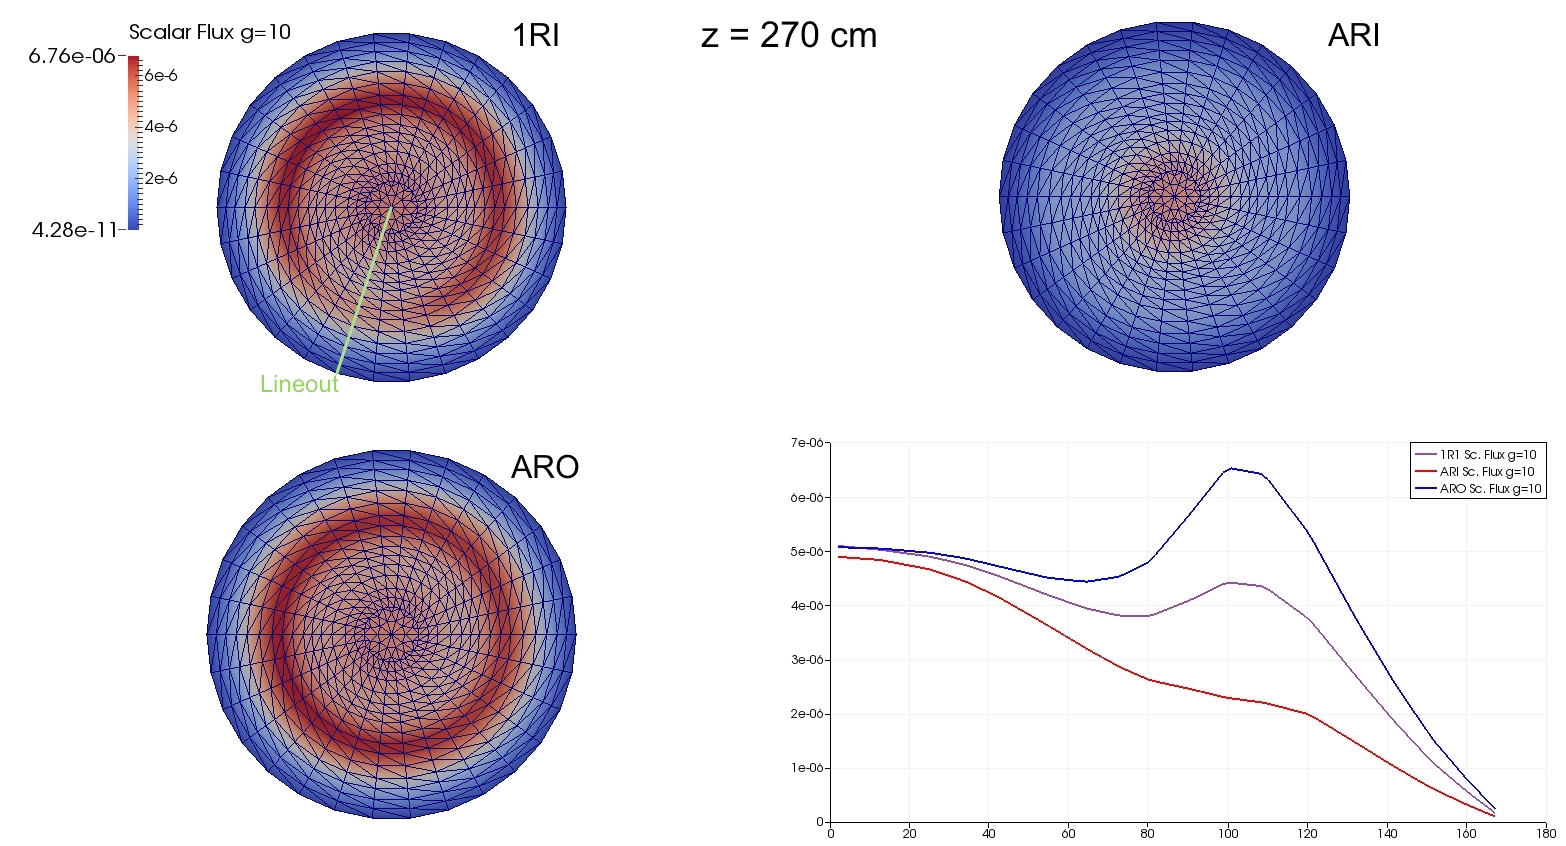 Scalar Flux g=10
6.76e-06
6e-6
4e-6
2e-6
4.28e-11
1RI
Lineout
z = 270 cm
ARI
ARO
7e-06
6e-06
5e-06
4e-06
3e-06
2e-06
1e-06
0
0 20 40 60 80 100 120 140 160 180
1R1 Sc. Flux g=10
ARI Sc. Flux g=10
ARO Sc. Flux g=10